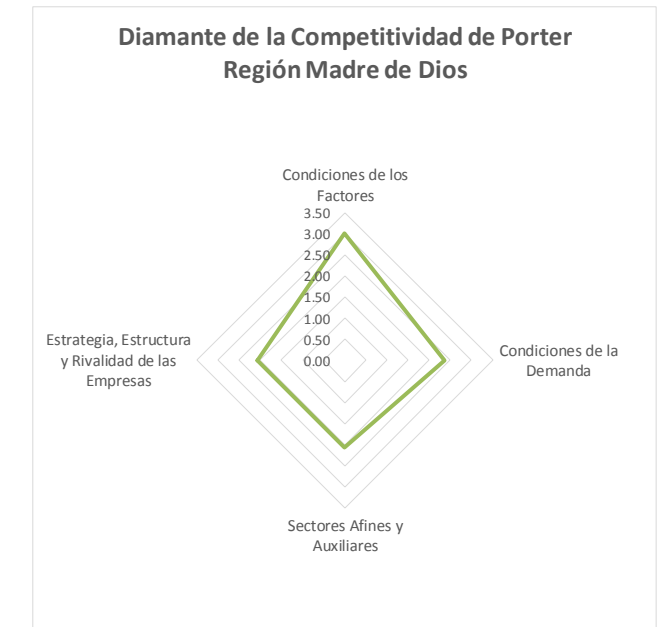 Diamante de la Competitividad de Porter
Región Madre de Dios
Condiciones de los
Factores
3.50
3.00
2.50
2.00
1.50
1.00
0.50
0.00
Estrategia, Estructura
y Rivalidad de las
Empresas
Condiciones de la
Demanda
Sectores Afines y
Auxiliares